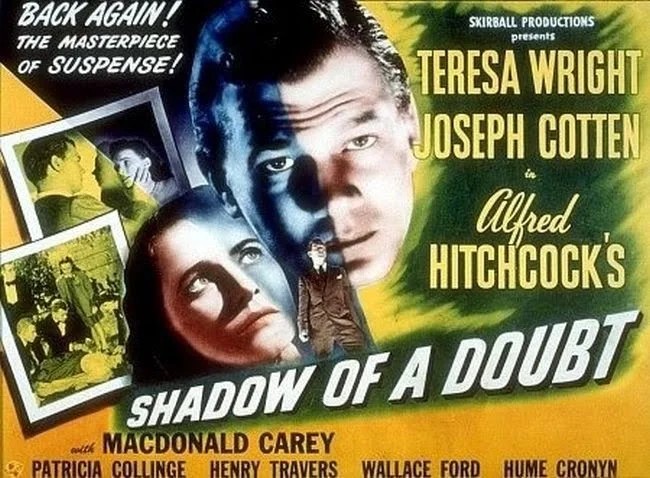 BACK AGAIN!
THE MASTERPIECE
OF SUSPENSE!
SKIRBALL PRODUCTIONS
presents
TERESA WRIGHT
JOSEPH COTTEN
in
Alfred
HITCHCOCK'S
SHADOW OF A DOUBT
with MACDONALD CAREY
PATRICIA COLLINGE HENRY TRAVERS WALLACE FORD HUME CRONYN